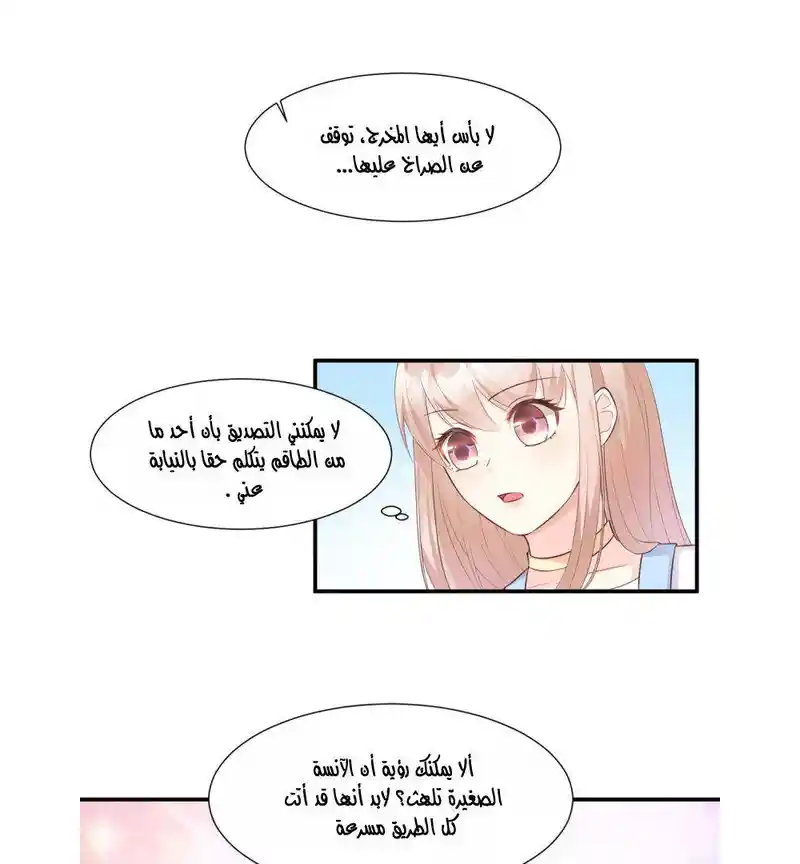 لا بأس أيها المخرج، توقف
عن الصراخ عليها...
لا يمكنني التصديق بأن أحد ما
من الطاقم يتكلم حقا بالنيابة
عني .
ألا يمكنك رؤية أن الآنسة
الصغيرة تلهث؟ لابد أنها قد أتت
كل الطريق مسرعة